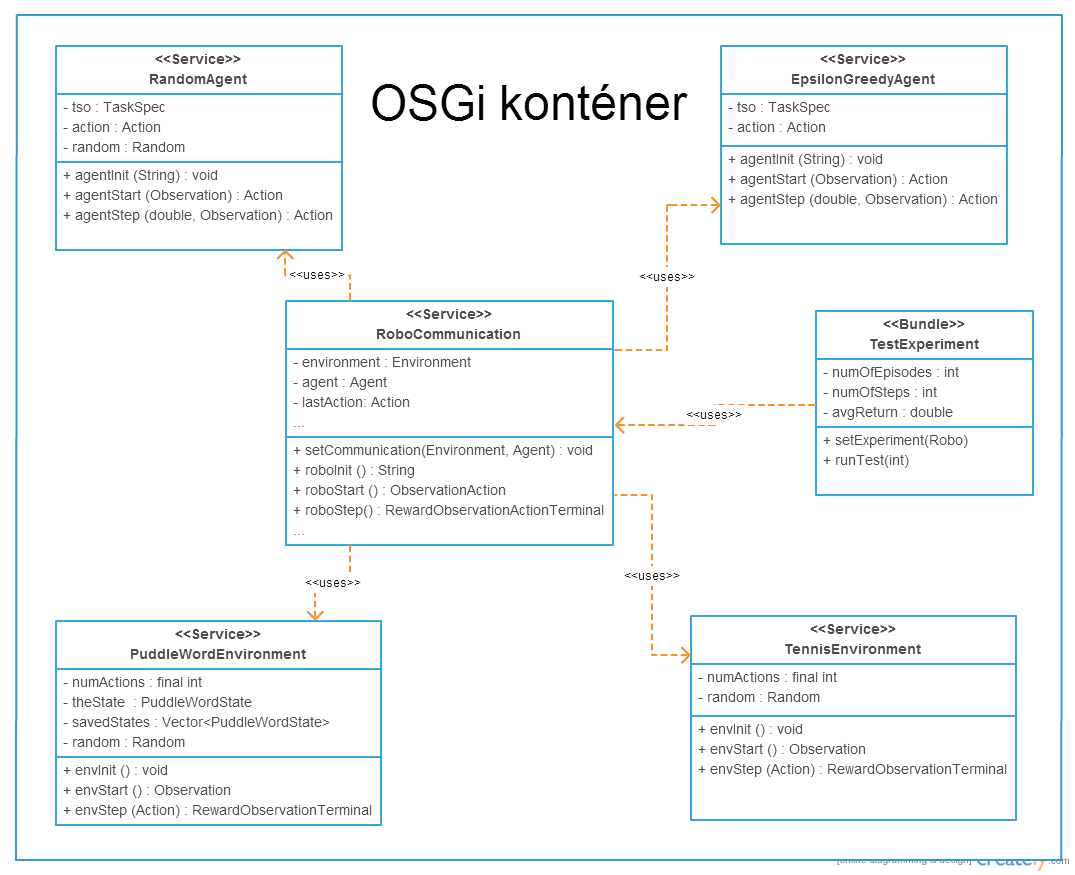 OSGi konténer
<<Service>>
RandomAgent
- tso : TaskSpec
- action : Action
- random : Random
+ agentInit (String) : void
+ agentStart (Observation) : Action
+ agentStep (double, Observation) : Action
<<Service>>
EpsilonGreedyAgent
- tso : TaskSpec
- action : Action
+ agentInit (String) : void
+ agentStart (Observation) : Action
+ agentStep (double, Observation) : Action
<<uses>>
<<uses>>
<<Service>>
RoboCommunication
- environment : Environment
- agent : Agent
- lastAction: Action
...
+ setCommunication(Environment, Agent) : void
+ roboInit () : String
+ roboStart () : ObservationAction
+ roboStep() : RewardObservationActionTerminal
...
<<Bundle>>
TestExperiment
- numOfEpisodes : int
- numOfSteps : int
- avgReturn : double
+ setExperiment(Robo)
+ runTest(int)
<<uses>>
<<uses>>
<<uses>>
<<Service>>
PuddleWordEnvironment
- numActions : final int
- theState : PuddleWordState
- savedStates : Vector<PuddleWordState>
- random : Random
+ envInit () : void
+ envStart () : Observation
+ envStep (Action) : RewardObservationTerminal
<<Service>>
TennisEnvironment
- numActions : final int
- random : Random
+ envInit () : void
+ envStart () : Observation
+ envStep (Action) : RewardObservationTerminal
[online diagramming & design] creately.com